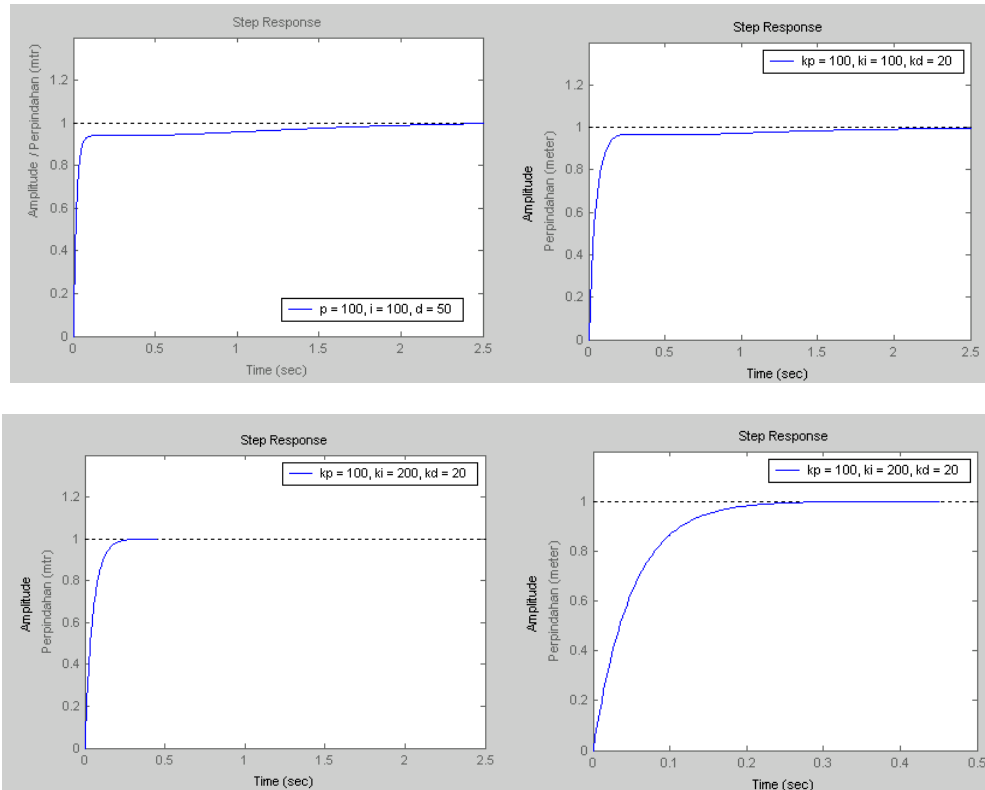 Step Response
Amplitude / Perpindahan (mtr)
1.2
1
0.8
0.6
0.4
0.2
0
p = 100, i = 100, d = 50
0 0.5 1 1.5 2 2.5
Time (sec)
Step Response
kp = 100, ki = 100, kd = 20
Amplitude
Perpindahan (meter)
1.2
1
0.8
0.6
0.4
0.2
0
0 0.5 1 1.5 2 2.5
Time (sec)
Step Response
kp = 100, ki = 200, kd = 20
Amplitude
Perpindahan (mtr)
1.2
1
0.8
0.6
0.4
0.2
0
0 0.5 1 1.5 2 2.5
Time (sec)
Step Response
kp = 100, ki = 200, kd = 20
Amplitude
Perpindahan (meter)
1
0.8
0.6
0.4
0.2
0
0 0.1 0.2 0.3 0.4 0.5
Time (sec)